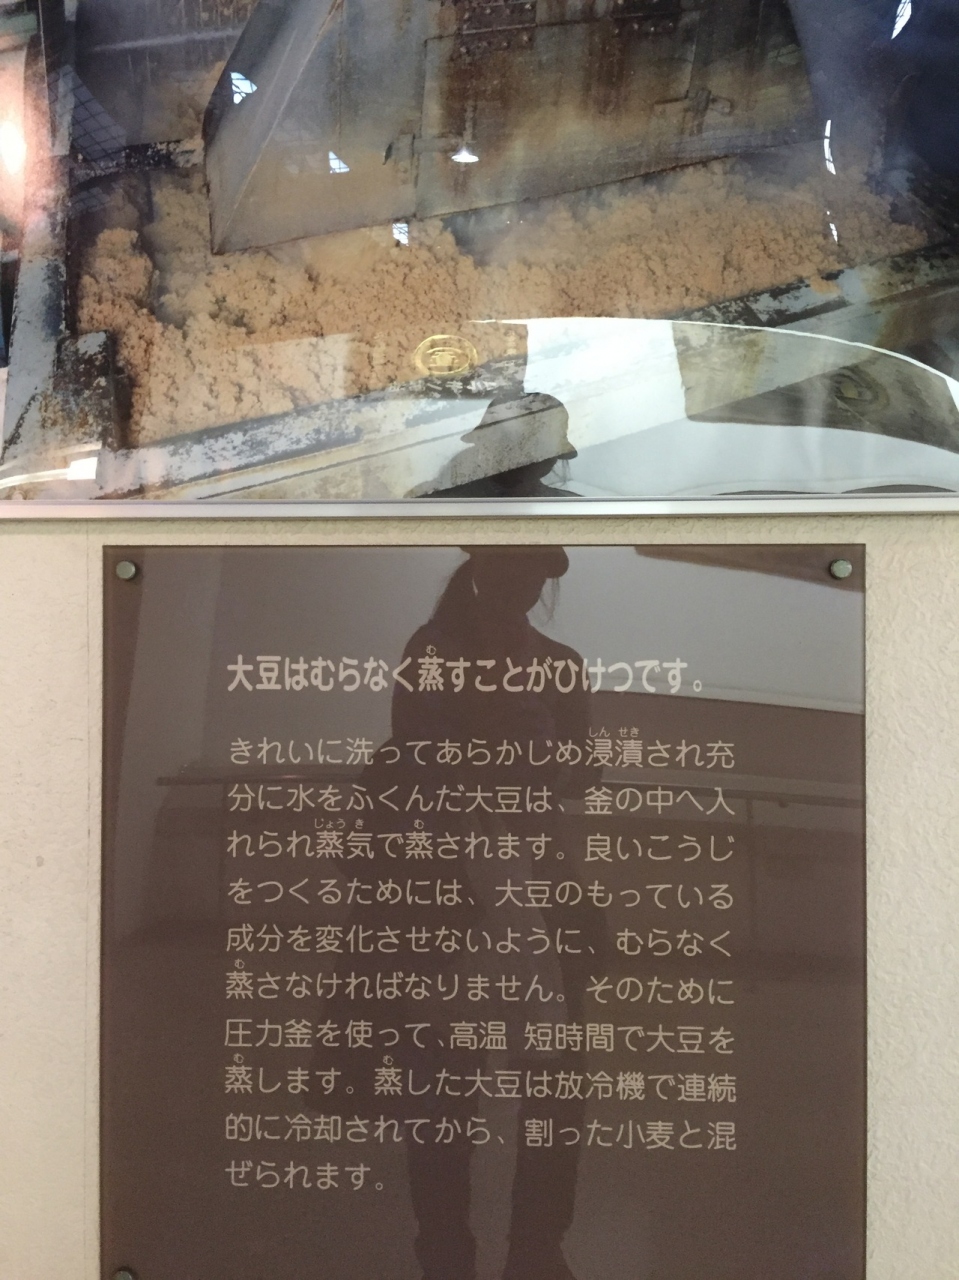 大豆はむらなく蒸すことがひけつです。
きれいに洗ってあらかじめ浸漬され充
分に水をふくんだ大豆は、釜の中へ入
れられ蒸気で蒸されます。良いこうじ
をつくるためには、大豆のもっている
成分を変化させないように、むらなく
蒸さなければなりません。そのために
圧力釜を使って、高温 短時間で大豆を
蒸します。蒸した大豆は放冷機で連続
的に冷却されてから、割った小麦と混
ぜられます。